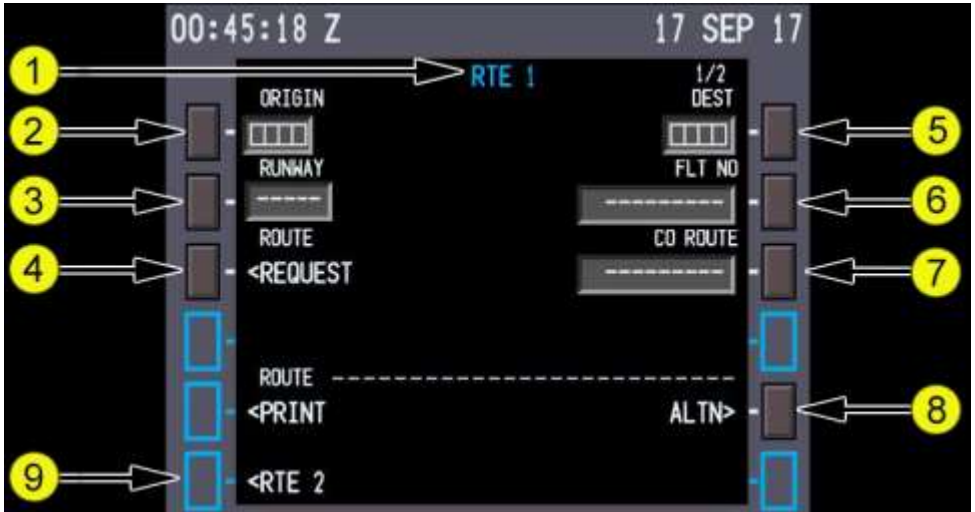 00:45:18 Z 17 SEP 17
1 RTE 1 1/2
ORIGIN DEST
2 5
RUNWAY FLT NO
3 ----- --------- 6
ROUTE CO ROUTE
4 <REQUEST --------- 7
ROUTE ----------------------------
<PRINT ALTN> 8
9 <RTE 2